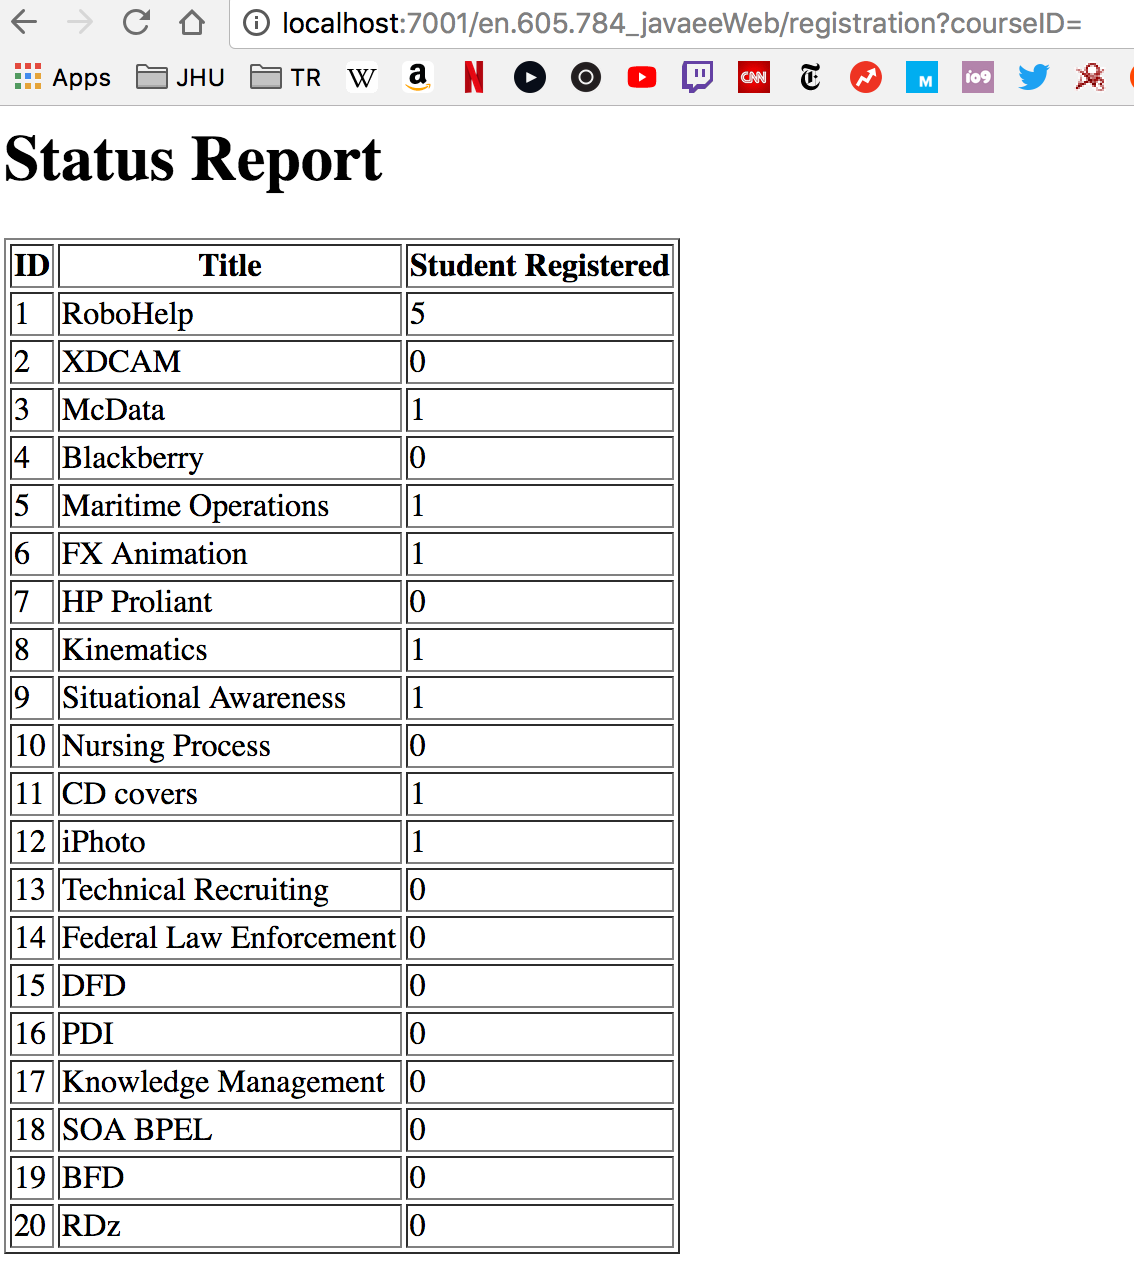 localhost:7001/en.605.784_javaeeWeb/registration?courseID=
Apps JHU TR W a N CNN T M io9
Status Report
ID Title Student Registered
1 RoboHelp 5
2 XDCAM 0
3 McData 1
4 Blackberry 0
5 Maritime Operations 1
6 FX Animation 1
7 HP Proliant 0
8 Kinematics 1
9 Situational Awareness 1
10 Nursing Process 0
11 CD covers 1
12 iPhoto 1
13 Technical Recruiting 0
14 Federal Law Enforcement 0
15 DFD 0
16 PDI 0
17 Knowledge Management 0
18 SOA BPEL 0
19 BFD 0
20 RDz 0